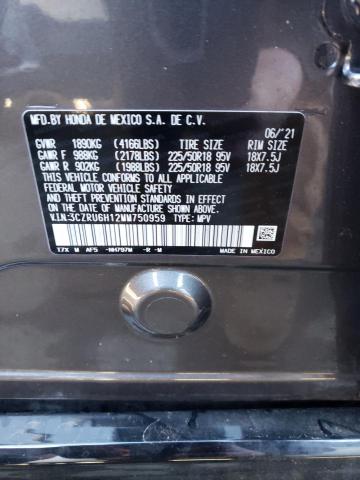 MFD.BY HONDA DE MEXICO S.A. DE C.V.
06/'21
GVWR 1890KG (4166LBS) TIRE SIZE RIM SIZE
GAWR F 988KG (2178LBS) 225/50R18 95V 18X7.5J
GAWR R 902KG (1988LBS) 225/50R18 95V 18X7.5J
THIS VEHICLE CONFORMS TO ALL APPLICABLE
FEDERAL MOTOR VEHICLE SAFETY AND THEFT
PREVENTION STANDARDS IN EFFECT ON THE
DATE OF MANUFACTURE SHOWN ABOVE.
V.I.N:3CZRU6H12MM750959 TYPE: MPV
T7X M AF5 -NH797M -R -M
MADE IN MEXICO